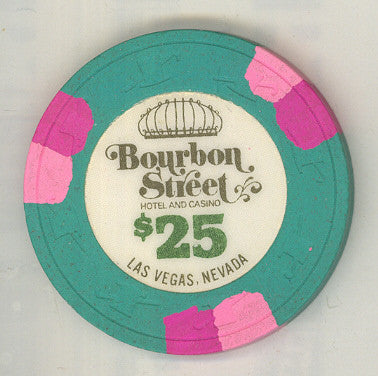 Bourbon
Street
HOTEL AND CASINO
$25
LAS VEGAS, NEVADA